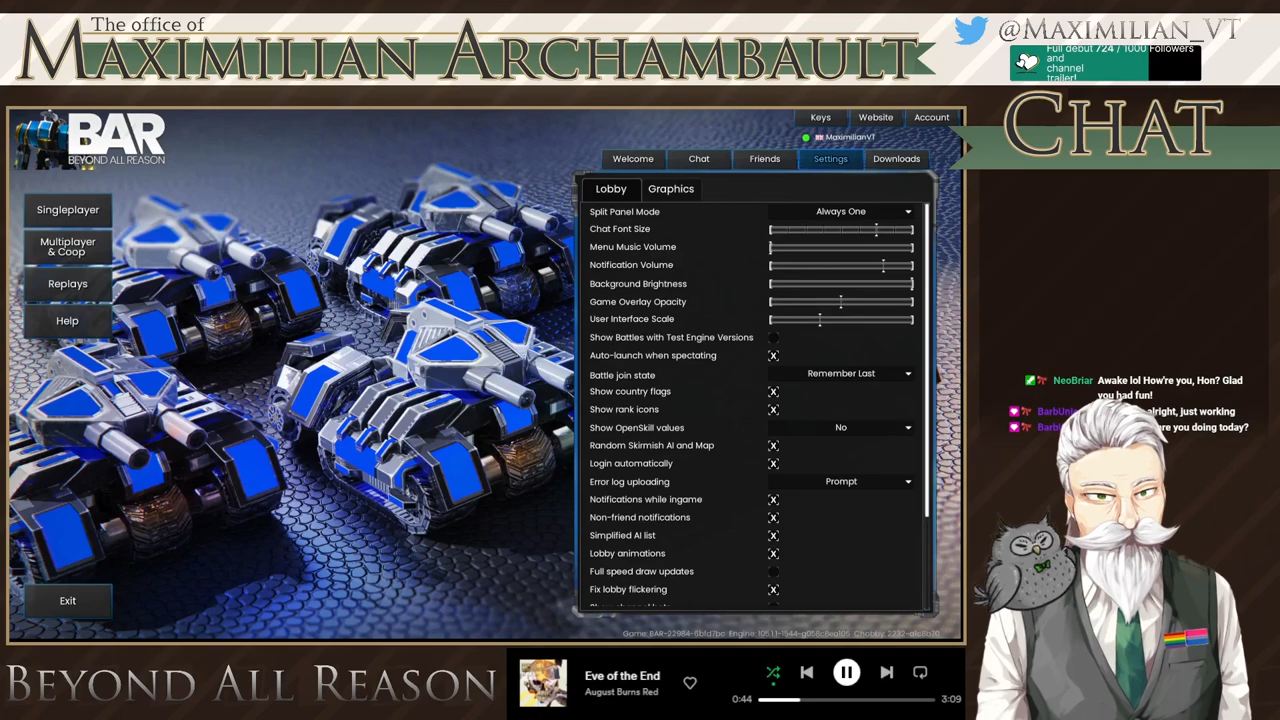 The office of
MAXIMILIAN ARCHAMBAULT
@MAXIMILIAN_VT
Full debut 724 / 1000 Followers
and
channel
trailer!
CHAT
BAR
BEYOND ALL REASON
Keys
Website
Account
MaximilianVT
Welcome
Chat
Friends
Settings
Downloads
Singleplayer
Multiplayer
& Coop
Replays
Help
Exit
Lobby
Graphics
Split Panel Mode
Always One
Chat Font Size
Menu Music Volume
Notification Volume
Background Brightness
Game Overlay Opacity
User Interface Scale
Show Battles with Test Engine Versions
Auto-launch when spectating
Battle join state
Remember Last
Show country flags
Show rank icons
Show OpenSkill values
No
Random Skirmish AI and Map
Login automatically
Error log uploading
Prompt
Notifications while ingame
Non-friend notifications
Simplified AI list
Lobby animations
Full speed draw updates
Fix lobby flickering
NeoBriar Awake lol How're you, Hon? Glad
you had fun!
alright, just working
are you doing today?
BEYOND ALL REASON
Eve of the End
August Burns Red
0:44
3:09